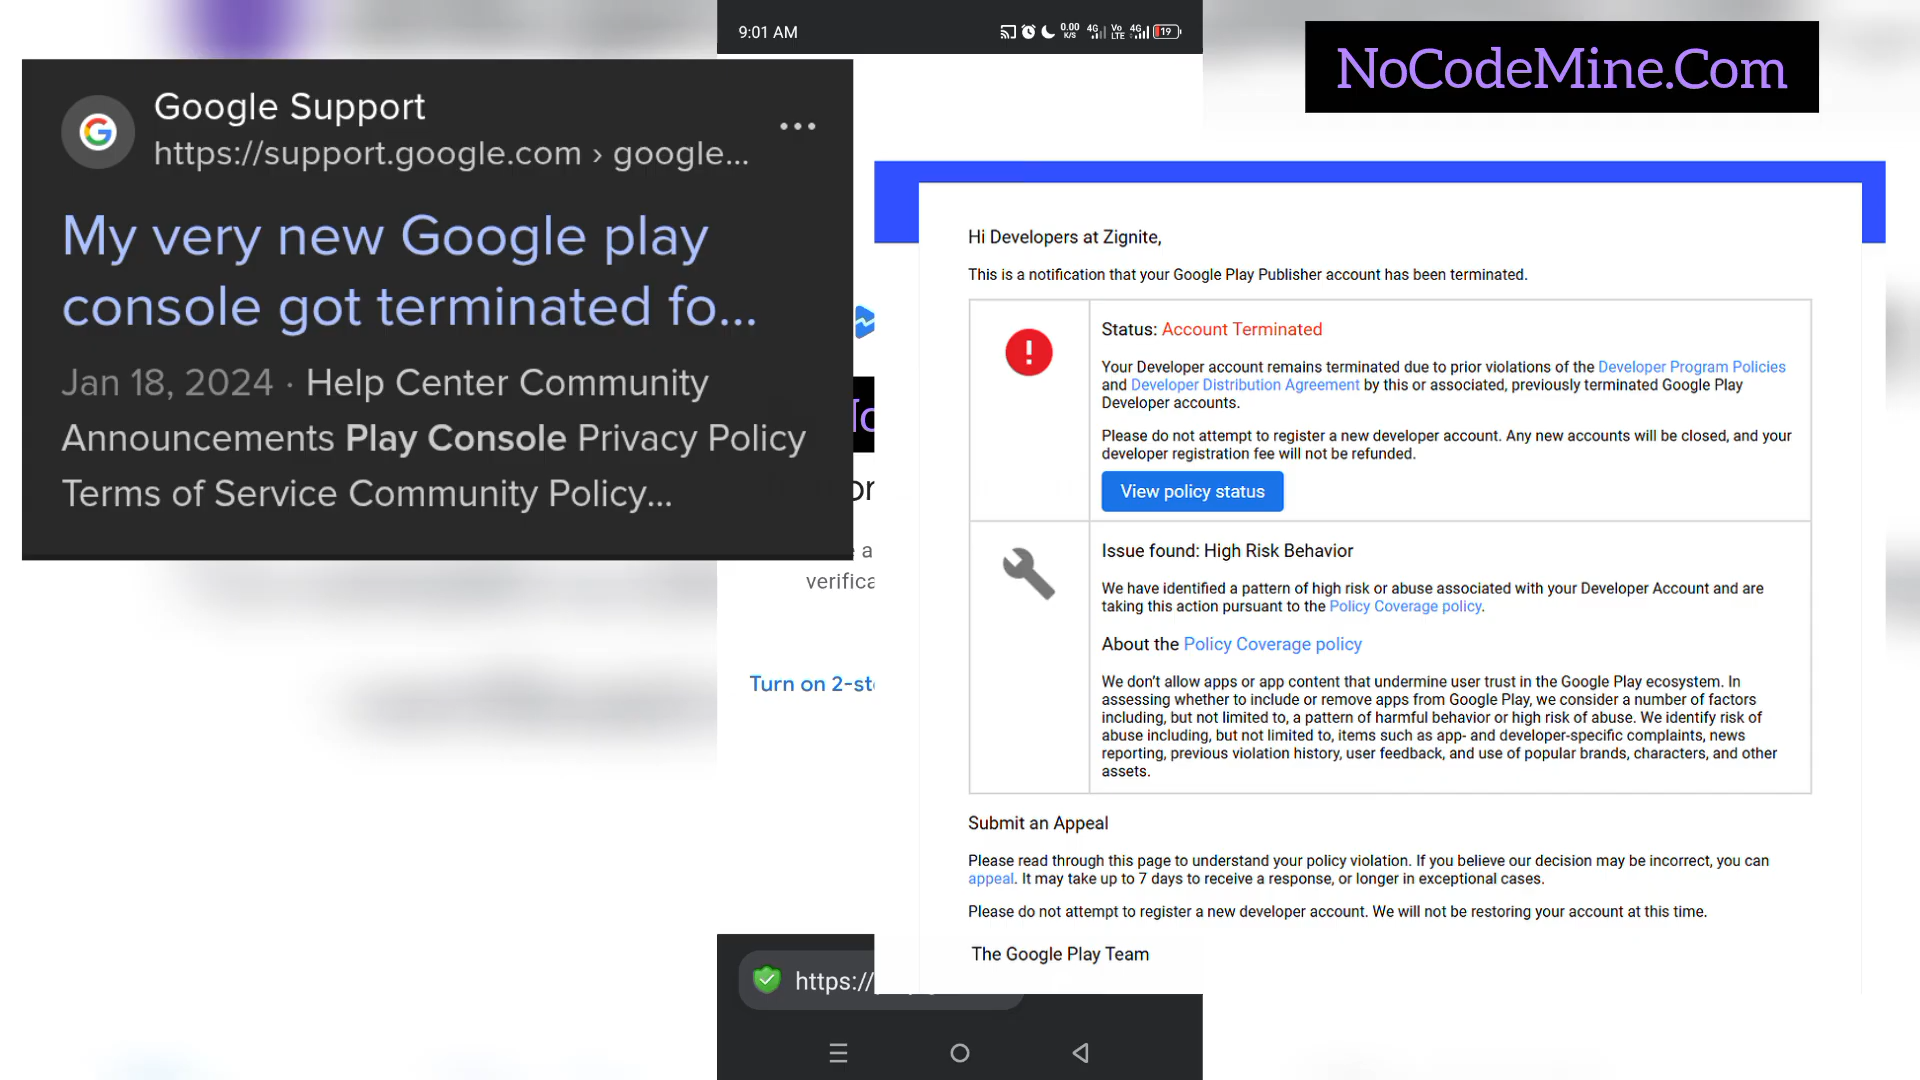 9:01 AM
0.00
K/S
4G
Vo
LTE
4G
19
NoCodeMine.Com
Google Support
https://support.google.com › google...
My very new Google play
console got terminated fo...
Jan 18, 2024 · Help Center Community
Announcements Play Console Privacy Policy
Terms of Service Community Policy...
verifica
Turn on 2-st
https://
Hi Developers at Zignite,
This is a notification that your Google Play Publisher account has been terminated.
Status: Account Terminated
Your Developer account remains terminated due to prior violations of the Developer Program Policies
and Developer Distribution Agreement by this or associated, previously terminated Google Play
Developer accounts.
Please do not attempt to register a new developer account. Any new accounts will be closed, and your
developer registration fee will not be refunded.
View policy status
Issue found: High Risk Behavior
We have identified a pattern of high risk or abuse associated with your Developer Account and are
taking this action pursuant to the Policy Coverage policy.
About the Policy Coverage policy
We don't allow apps or app content that undermine user trust in the Google Play ecosystem. In
assessing whether to include or remove apps from Google Play, we consider a number of factors
including, but not limited to, a pattern of harmful behavior or high risk of abuse. We identify risk of
abuse including, but not limited to, items such as app- and developer-specific complaints, news
reporting, previous violation history, user feedback, and use of popular brands, characters, and other
assets.
Submit an Appeal
Please read through this page to understand your policy violation. If you believe our decision may be incorrect, you can
appeal. It may take up to 7 days to receive a response, or longer in exceptional cases.
Please do not attempt to register a new developer account. We will not be restoring your account at this time.
The Google Play Team